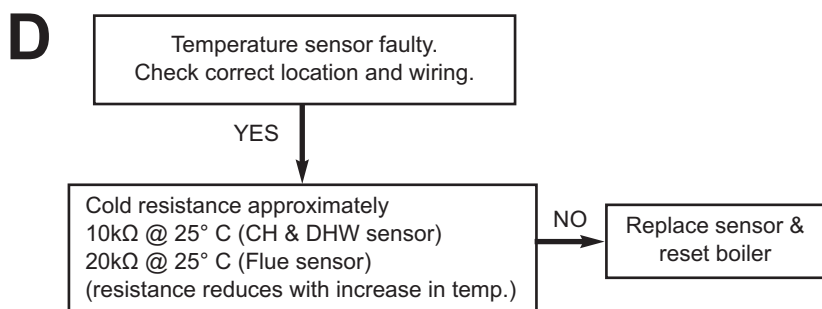 D
Temperature sensor faulty.
Check correct location and wiring.
YES
Cold resistance approximately
10kΩ @ 25° C (CH & DHW sensor)
20kΩ @ 25° C (Flue sensor)
(resistance reduces with increase in temp.)
NO
Replace sensor &
reset boiler